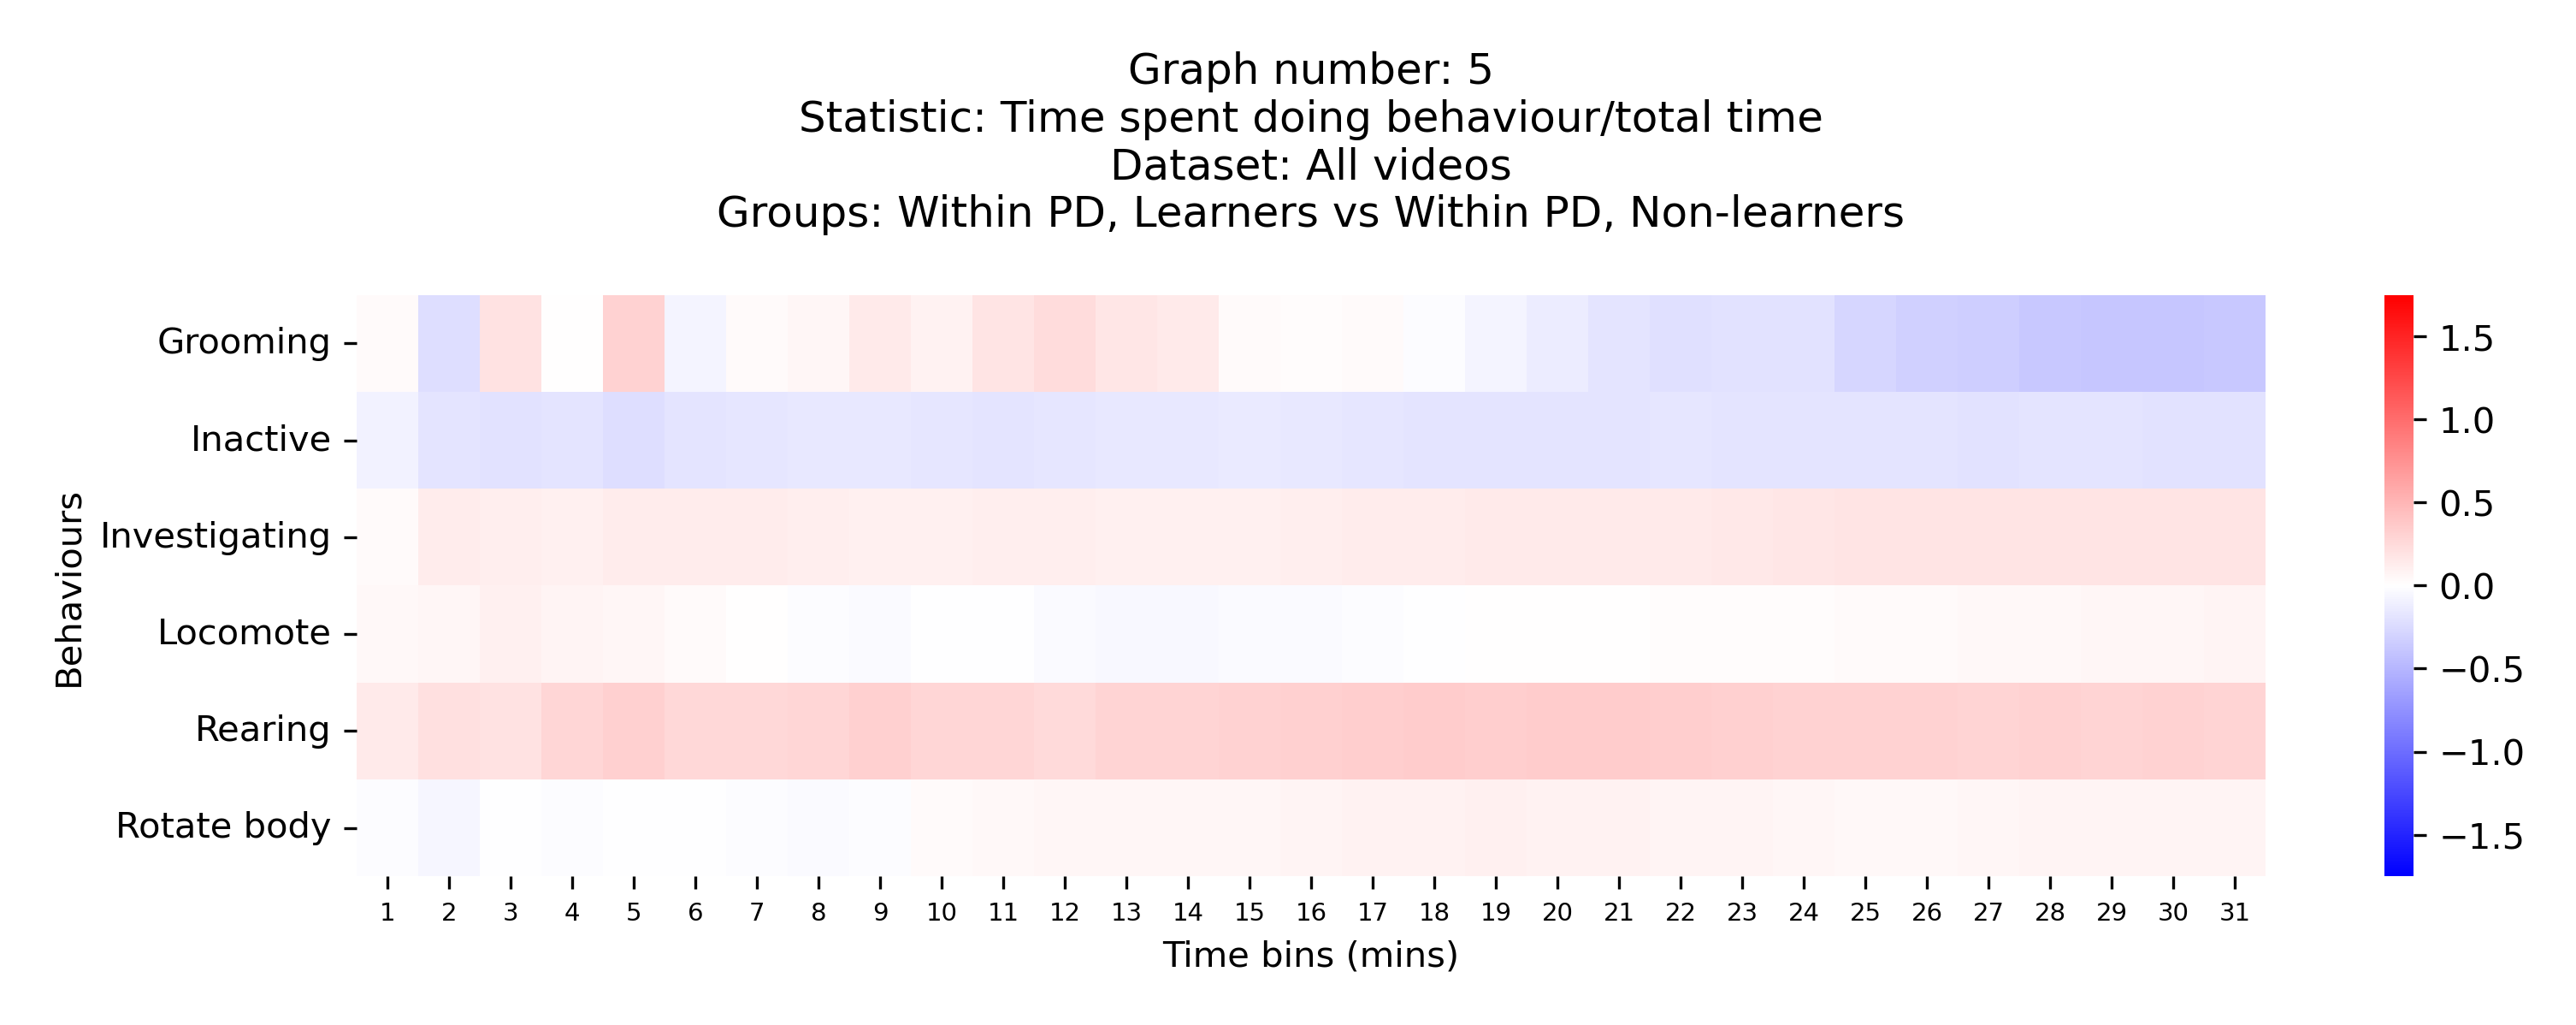 Graph number: 5
Statistic: Time spent doing behaviour/total time
Dataset: All videos
Groups: Within PD, Learners vs Within PD, Non-learners
Behaviours
Grooming
Inactive
Investigating
Locomote
Rearing
Rotate body
1 2 3 4 5 6 7 8 9 10 11 12 13 14 15 16 17 18 19 20 21 22 23 24 25 26 27 28 29 30 31
Time bins (mins)
1.5
1.0
0.5
0.0
−0.5
−1.0
−1.5